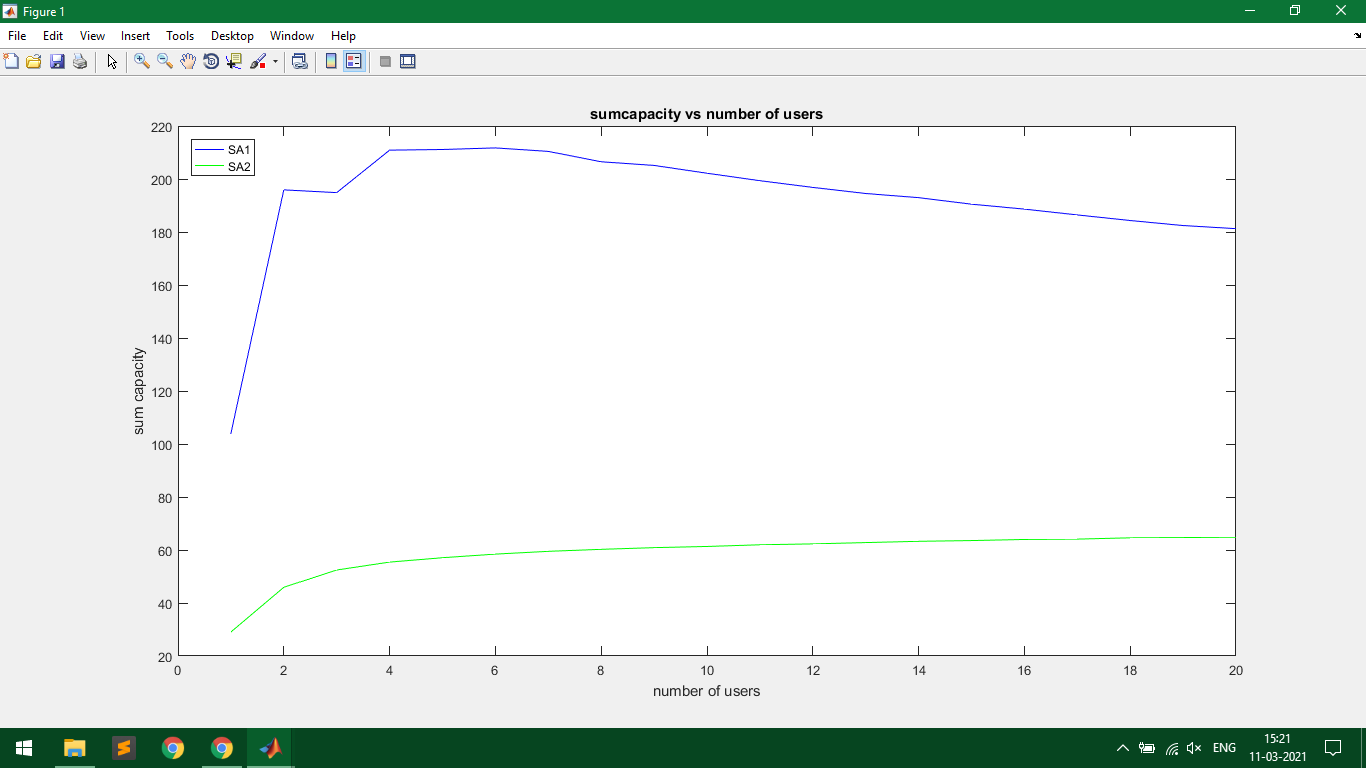 Figure 1
File Edit View Insert Tools Desktop Window Help
sumcapacity vs number of users
SA1
SA2
220
200
180
160
140
120
100
80
60
40
20
sum capacity
0 2 4 6 8 10 12 14 16 18 20
number of users
ENG
15:21
11-03-2021